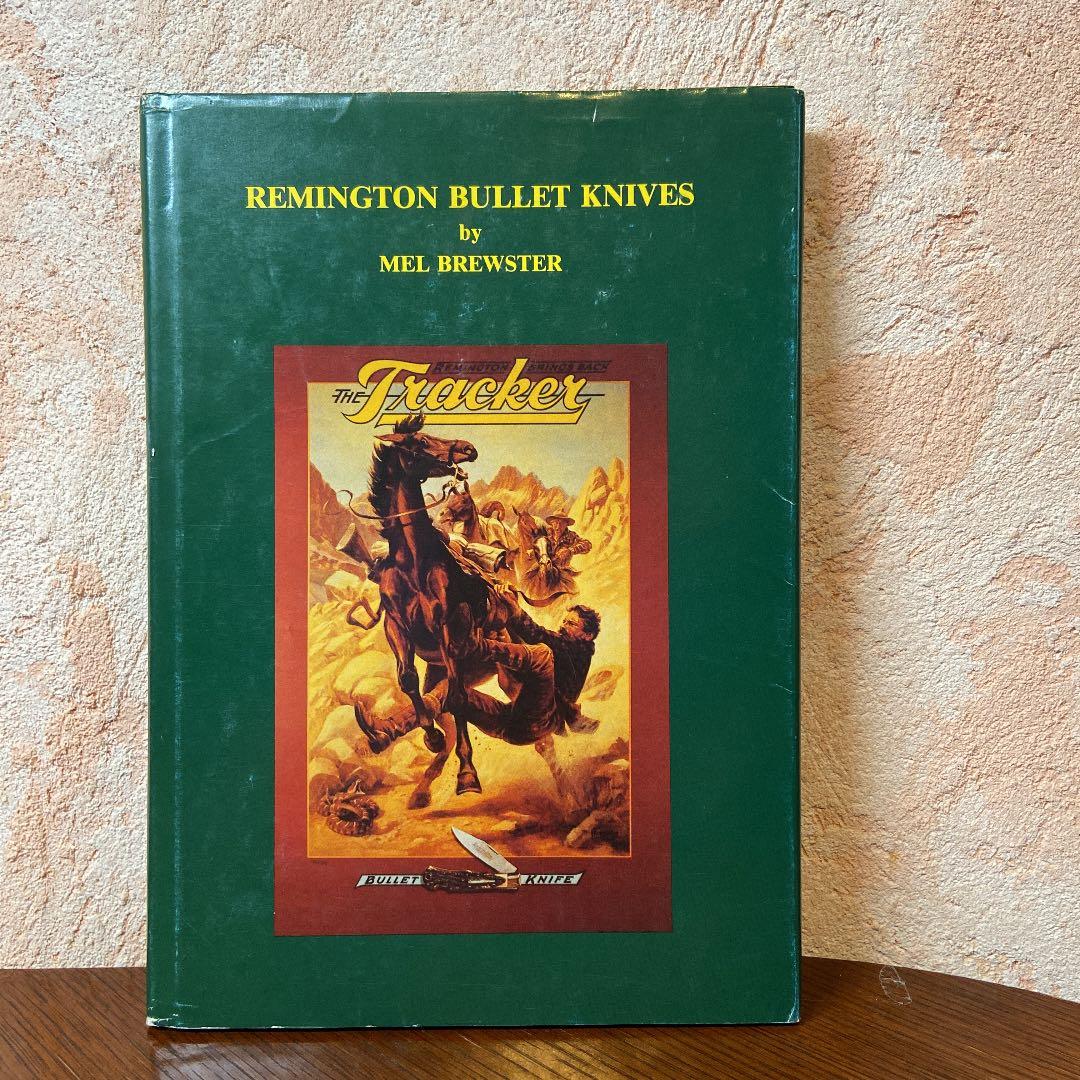 REMINGTON BULLET KNIVES
by
MEL BREWSTER
REMINGTON BRINGS BACK
THE Tracker
BULLET KNIFE